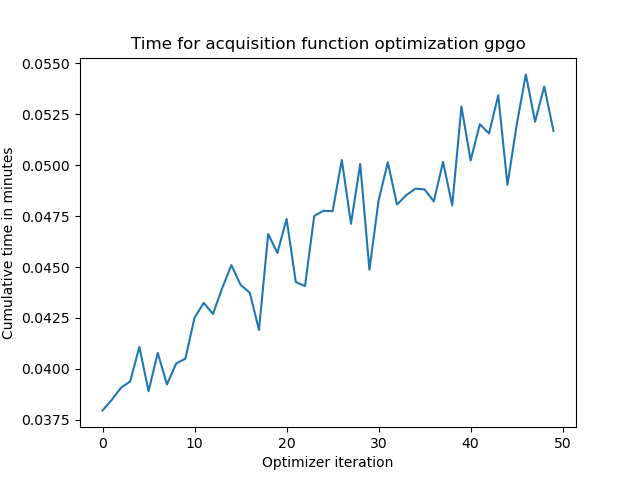 Time for acquisition function optimization gpgo
0.0550
0.0525
0.0500
0.0475
0.0450
0.0425
0.0400
0.0375
Cumulative time in minutes
0 10 20 30 40 50
Optimizer iteration